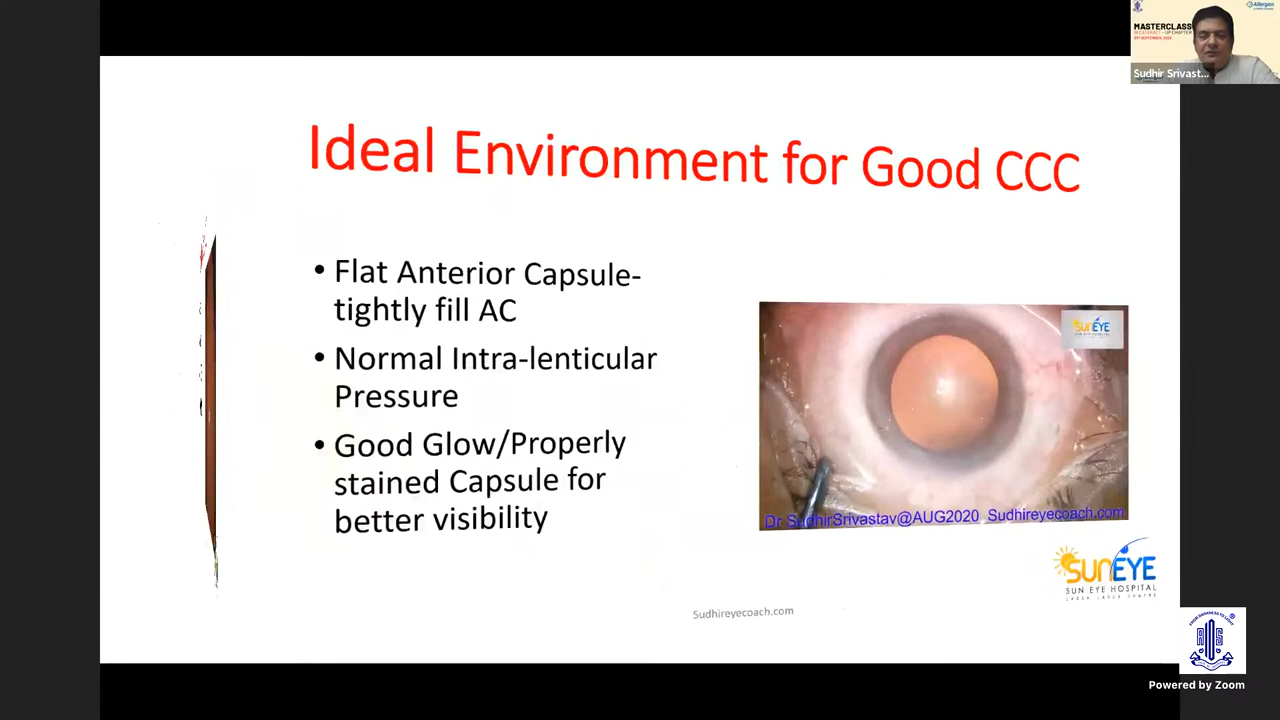 MASTERCLASS
Allergan
Sudhir Srivast...
Ideal Environment for Good CCC
• Flat Anterior Capsule-
tightly fill AC
• Normal Intra-lenticular
Pressure
• Good Glow/Properly
stained Capsule for
better visibility
SUNEYE
Dr SudhirSrivastav@AUG2020 Sudhireyecoach.com
SUNEYE
SUN EYE HOSPITAL
Sudhireyecoach.com
Powered by Zoom